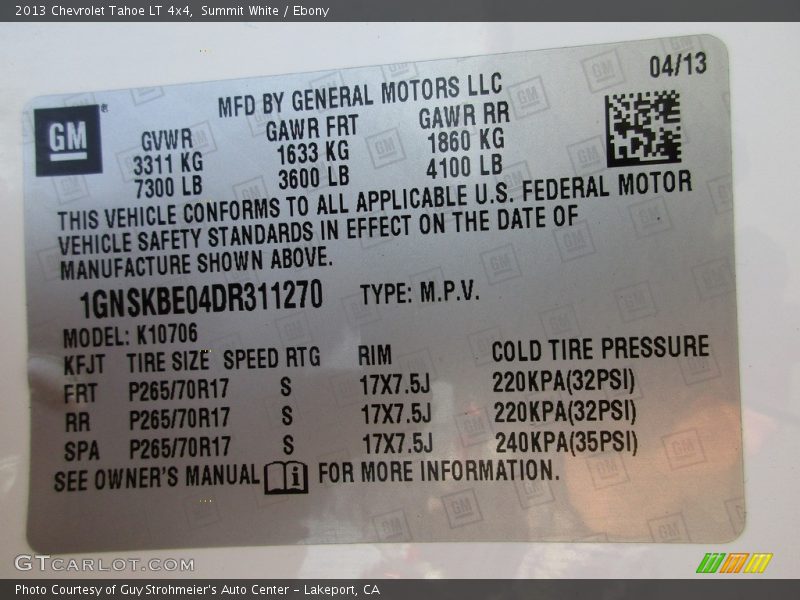 2013 Chevrolet Tahoe LT 4x4, Summit White / Ebony
04/13
MFD BY GENERAL MOTORS LLC
GM®
GVWR GAWR FRT GAWR RR
3311 KG 1633 KG 1860 KG
7300 LB 3600 LB 4100 LB
THIS VEHICLE CONFORMS TO ALL APPLICABLE U.S. FEDERAL MOTOR
VEHICLE SAFETY STANDARDS IN EFFECT ON THE DATE OF
MANUFACTURE SHOWN ABOVE.
1GNSKBE04DR311270 TYPE: M.P.V.
MODEL: K10706
KFJT TIRE SIZE SPEED RTG RIM COLD TIRE PRESSURE
FRT P265/70R17 S 17X7.5J 220KPA(32PSI)
RR P265/70R17 S 17X7.5J 220KPA(32PSI)
SPA P265/70R17 S 17X7.5J 240KPA(35PSI)
SEE OWNER'S MANUAL FOR MORE INFORMATION.
GTCARLOT.COM
Photo Courtesy of Guy Strohmeier's Auto Center - Lakeport, CA